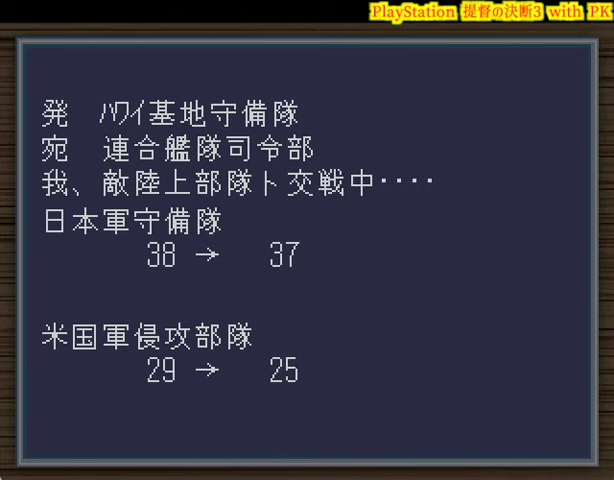 PlayStation 提督の決断3 with PK
発　ﾊﾜｲ基地守備隊
宛　連合艦隊司令部
我、敵陸上部隊ト交戦中････
日本軍守備隊
38 → 37
米国軍侵攻部隊
29 → 25